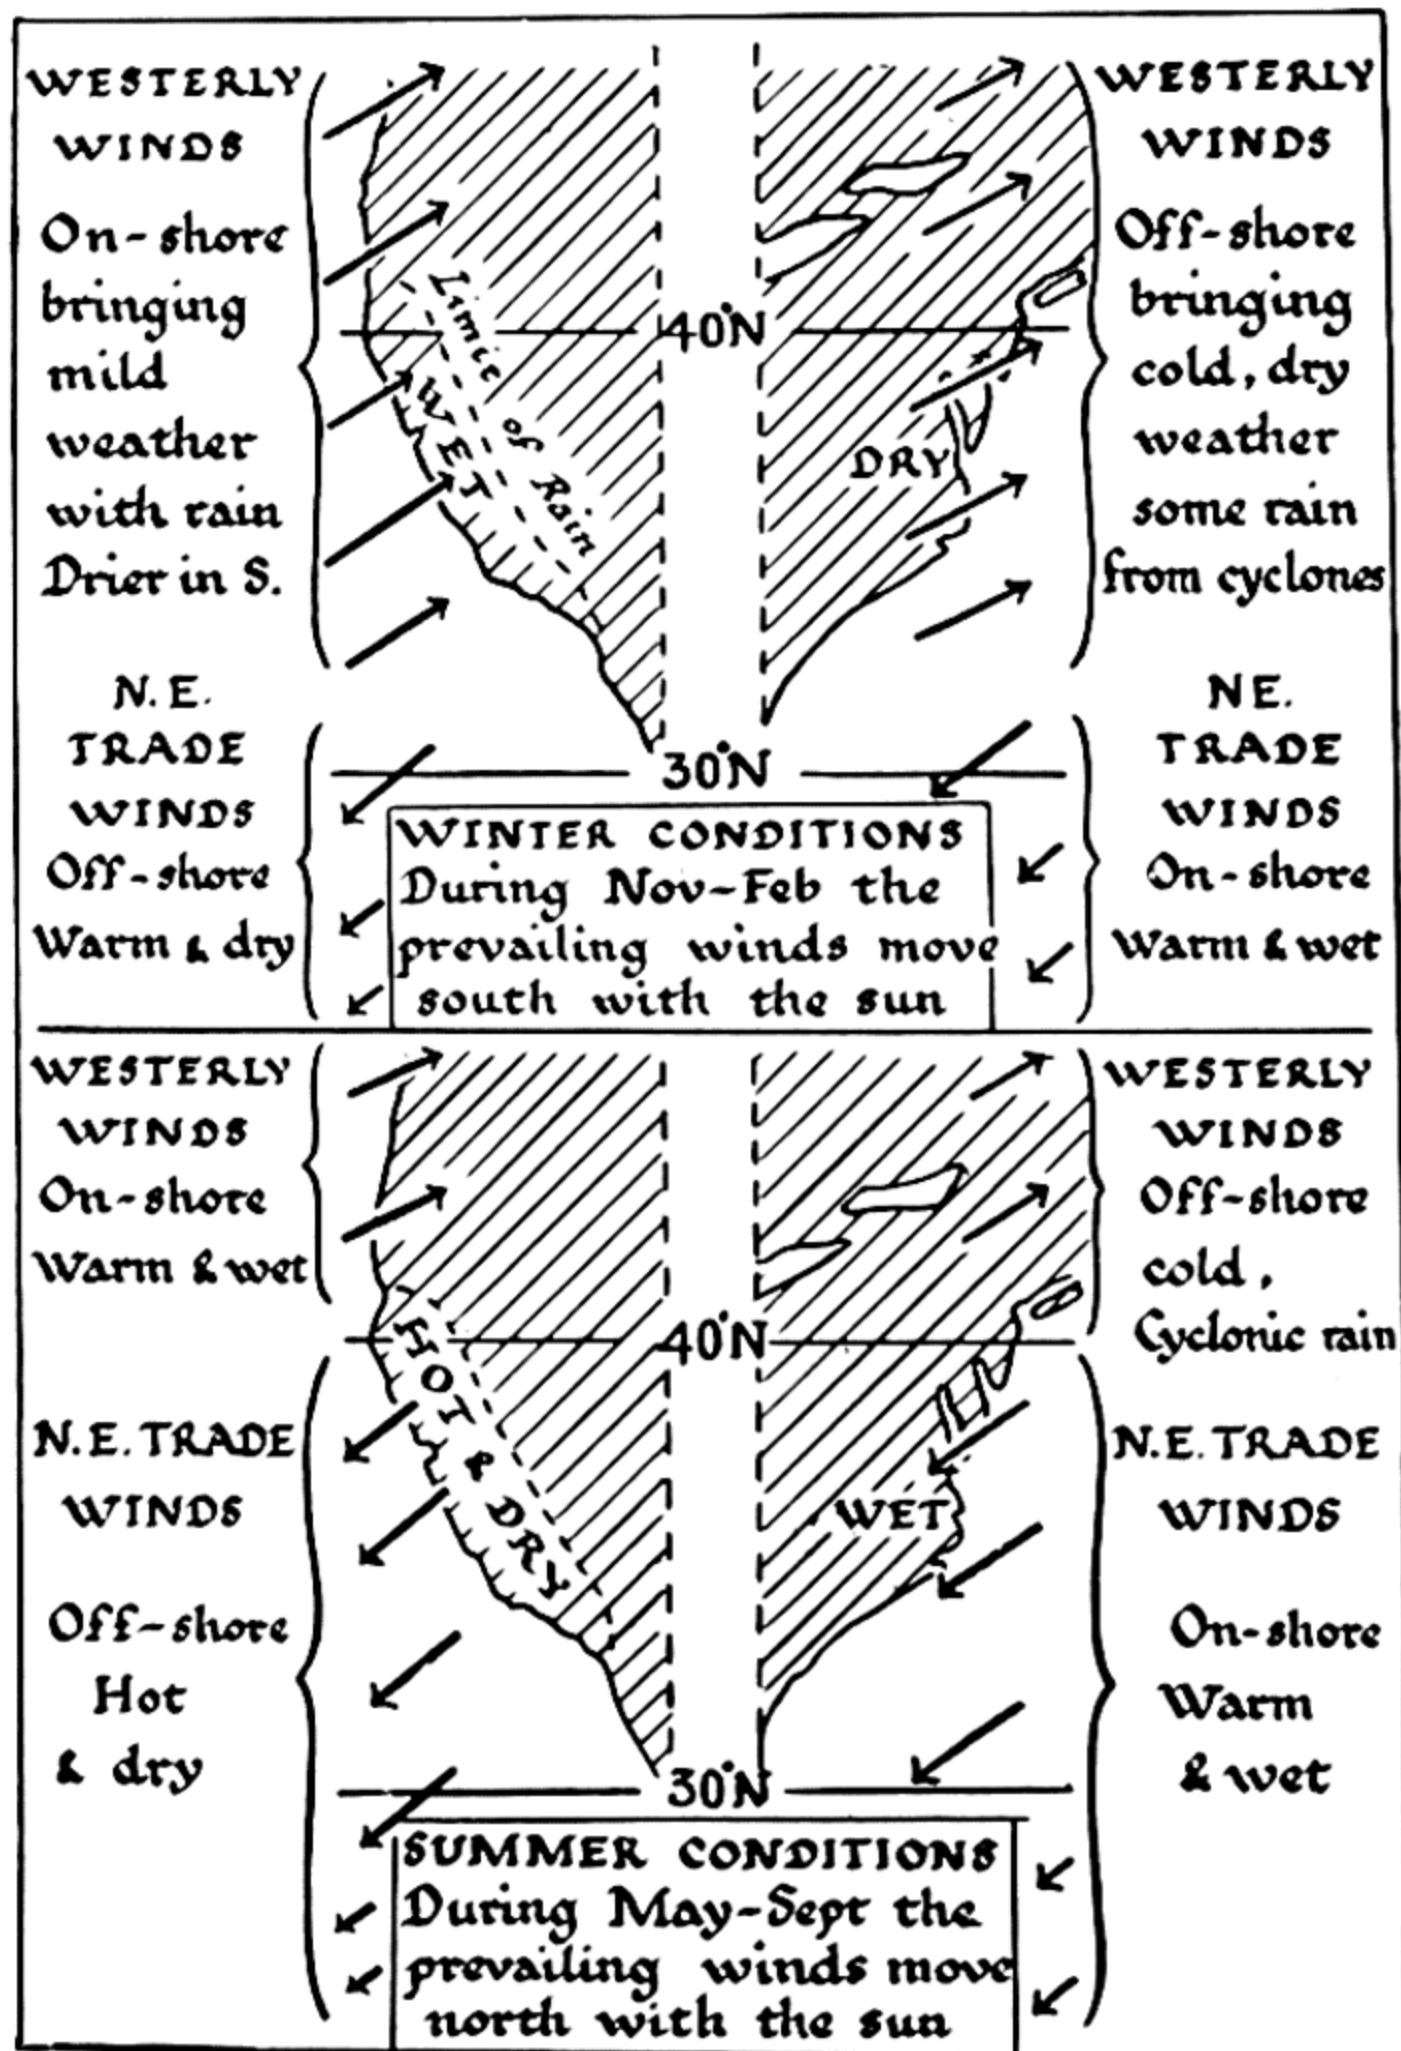 WESTERLY
WINDS
On-shore
bringing
mild
weather
with rain
Drier in S.
N.E.
TRADE
WINDS
Off-shore
Warm & dry
Limit of Rain
WET
40°N
DRY
30°N
WESTERLY
WINDS
Off-shore
bringing
cold, dry
weather
some rain
from cyclones
NE.
TRADE
WINDS
On-shore
Warm & wet
WINTER CONDITIONS
During Nov-Feb the
prevailing winds move
south with the sun
WESTERLY
WINDS
On-shore
Warm & wet
N.E. TRADE
WINDS
Off-shore
Hot
& dry
HOT & DRY
40°N
WET
30°N
WESTERLY
WINDS
Off-shore
cold,
Cyclonic rain
N.E. TRADE
WINDS
On-shore
Warm
& wet
SUMMER CONDITIONS
During May-Sept the
prevailing winds move
north with the sun